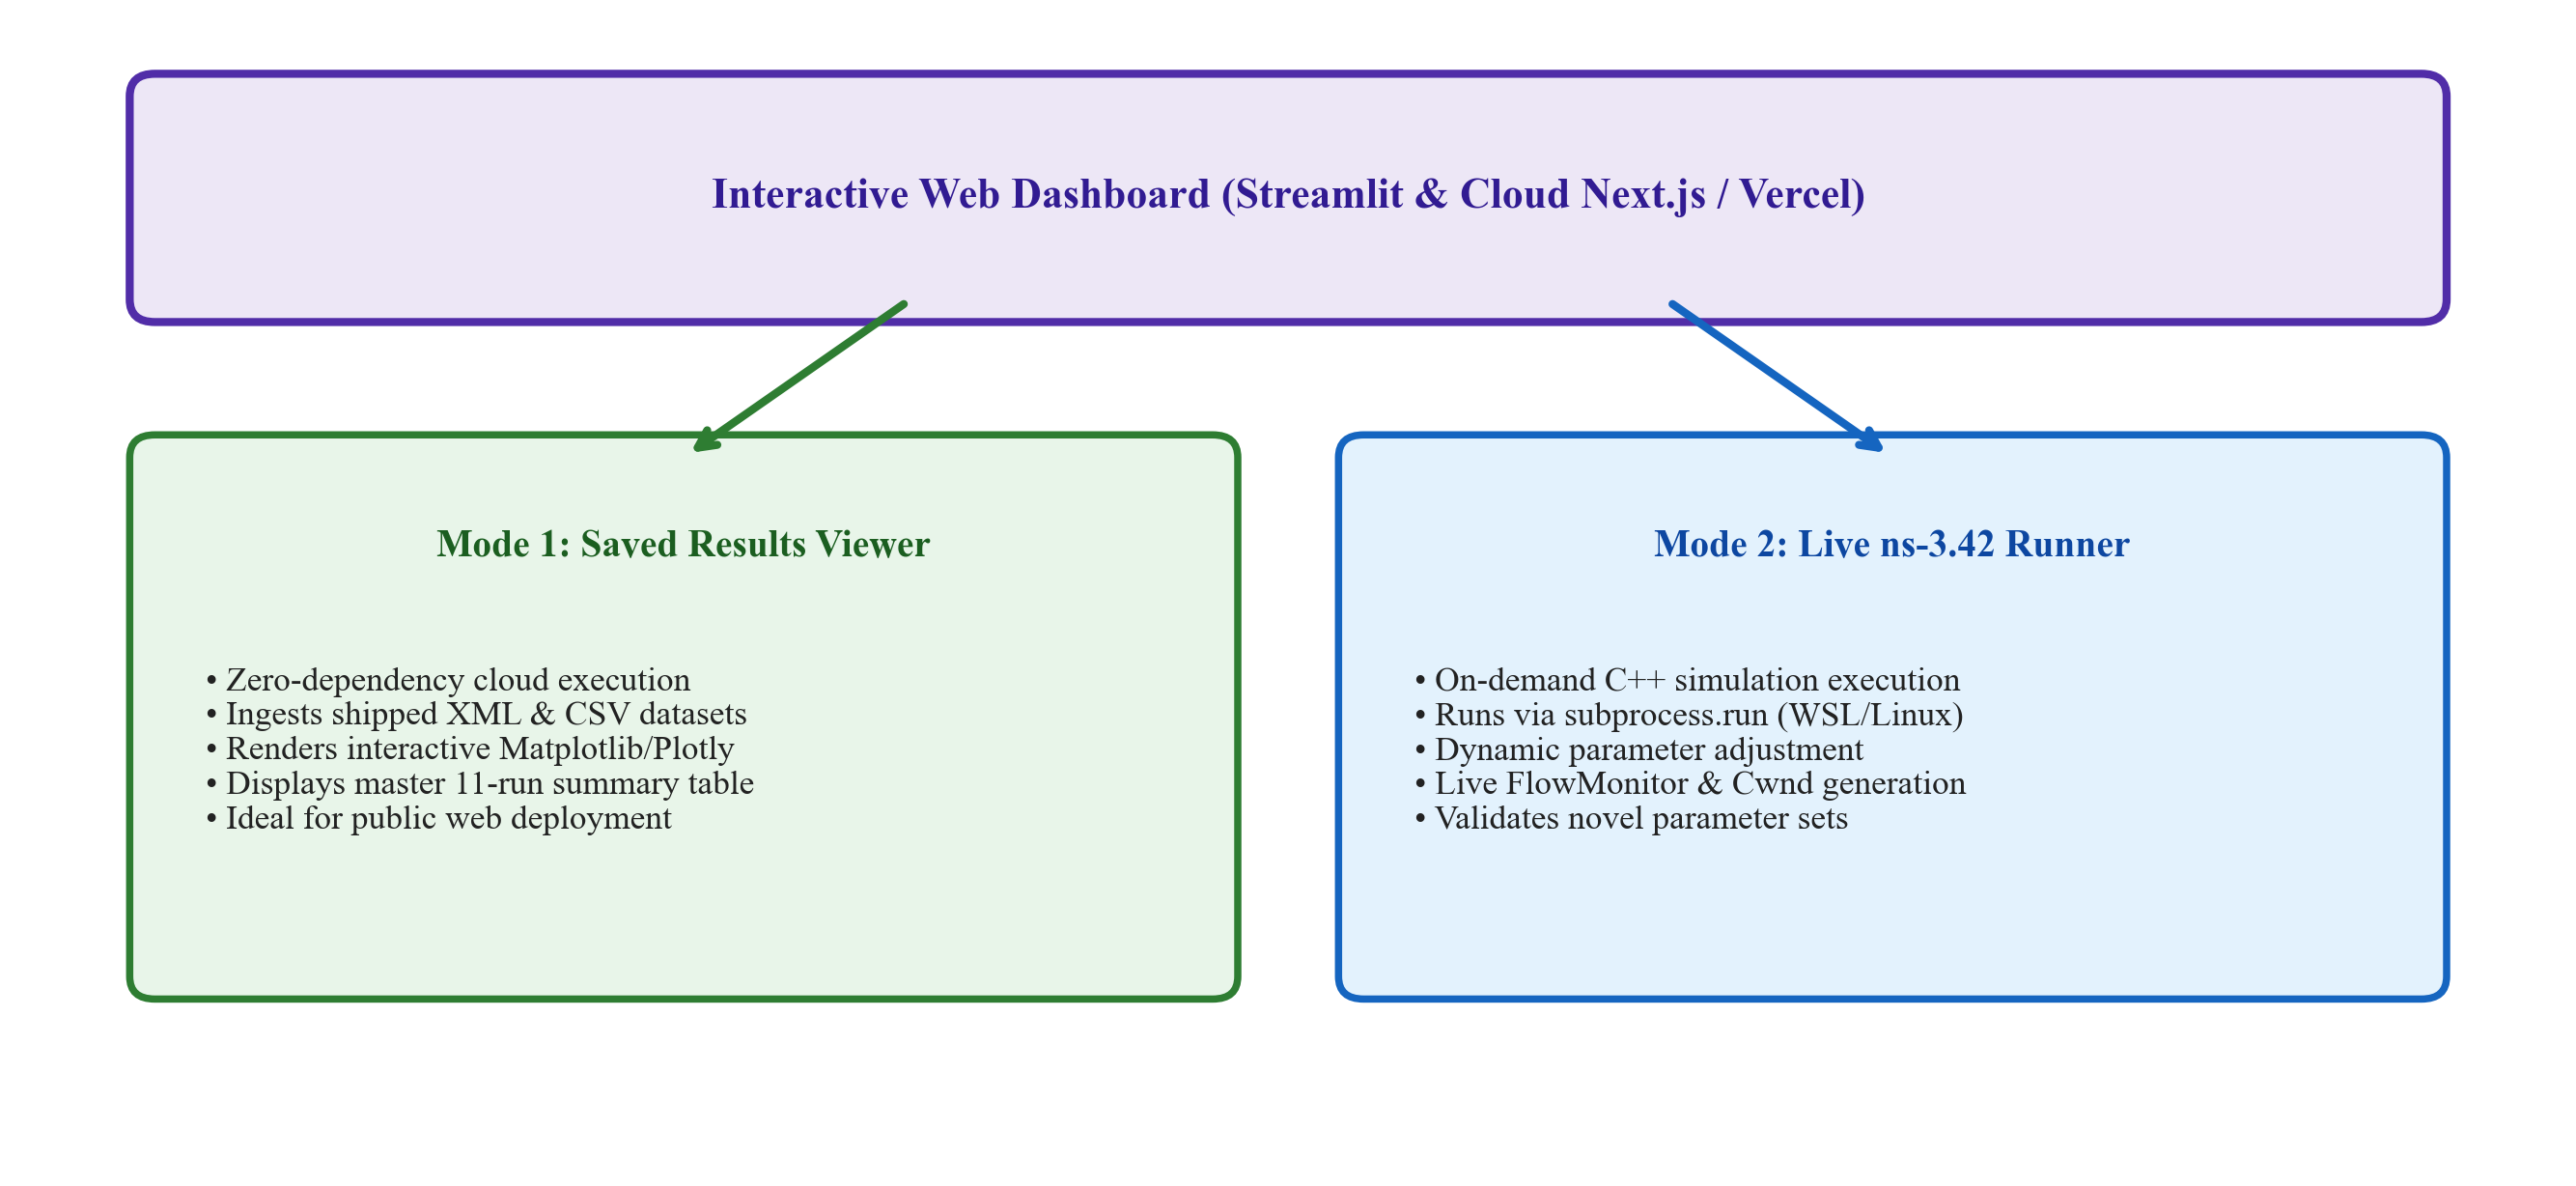 Interactive Web Dashboard (Streamlit & Cloud Next.js / Vercel)
Mode 1: Saved Results Viewer
• Zero-dependency cloud execution
• Ingests shipped XML & CSV datasets
• Renders interactive Matplotlib/Plotly
• Displays master 11-run summary table
• Ideal for public web deployment
Mode 2: Live ns-3.42 Runner
• On-demand C++ simulation execution
• Runs via subprocess.run (WSL/Linux)
• Dynamic parameter adjustment
• Live FlowMonitor & Cwnd generation
• Validates novel parameter sets